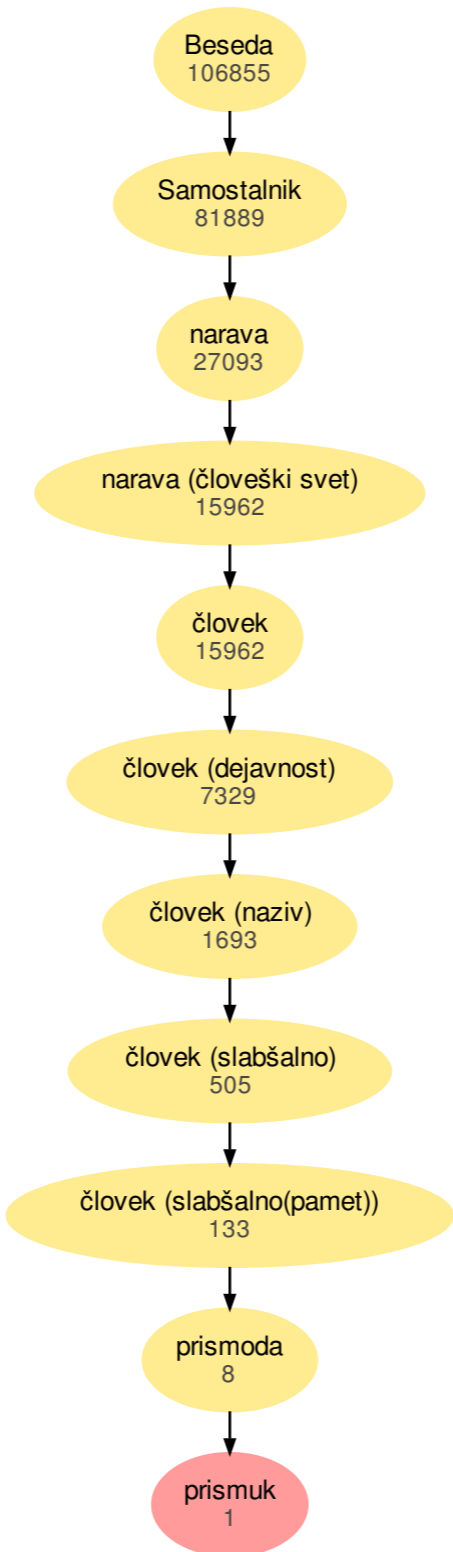 Beseda
106855
Samostalnik
81889
narava
27093
narava (človeški svet)
15962
človek
15962
človek (dejavnost)
7329
človek (naziv)
1693
človek (slabšalno)
505
človek (slabšalno(pamet))
133
prismoda
8
prismuk
1